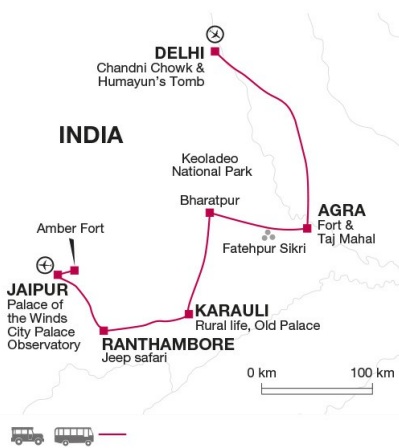 DELHI
Chandni Chowk &
Humayun's Tomb
INDIA
Keoladeo
National Park
Bharatpur
AGRA
Fort &
Taj Mahal
Fatehpur Sikri
Amber Fort
JAIPUR
Palace of
the Winds
City Palace
Observatory
KARAULI
Rural life, Old Palace
RANTHAMBORE
Jeep safari
0 km
100 km